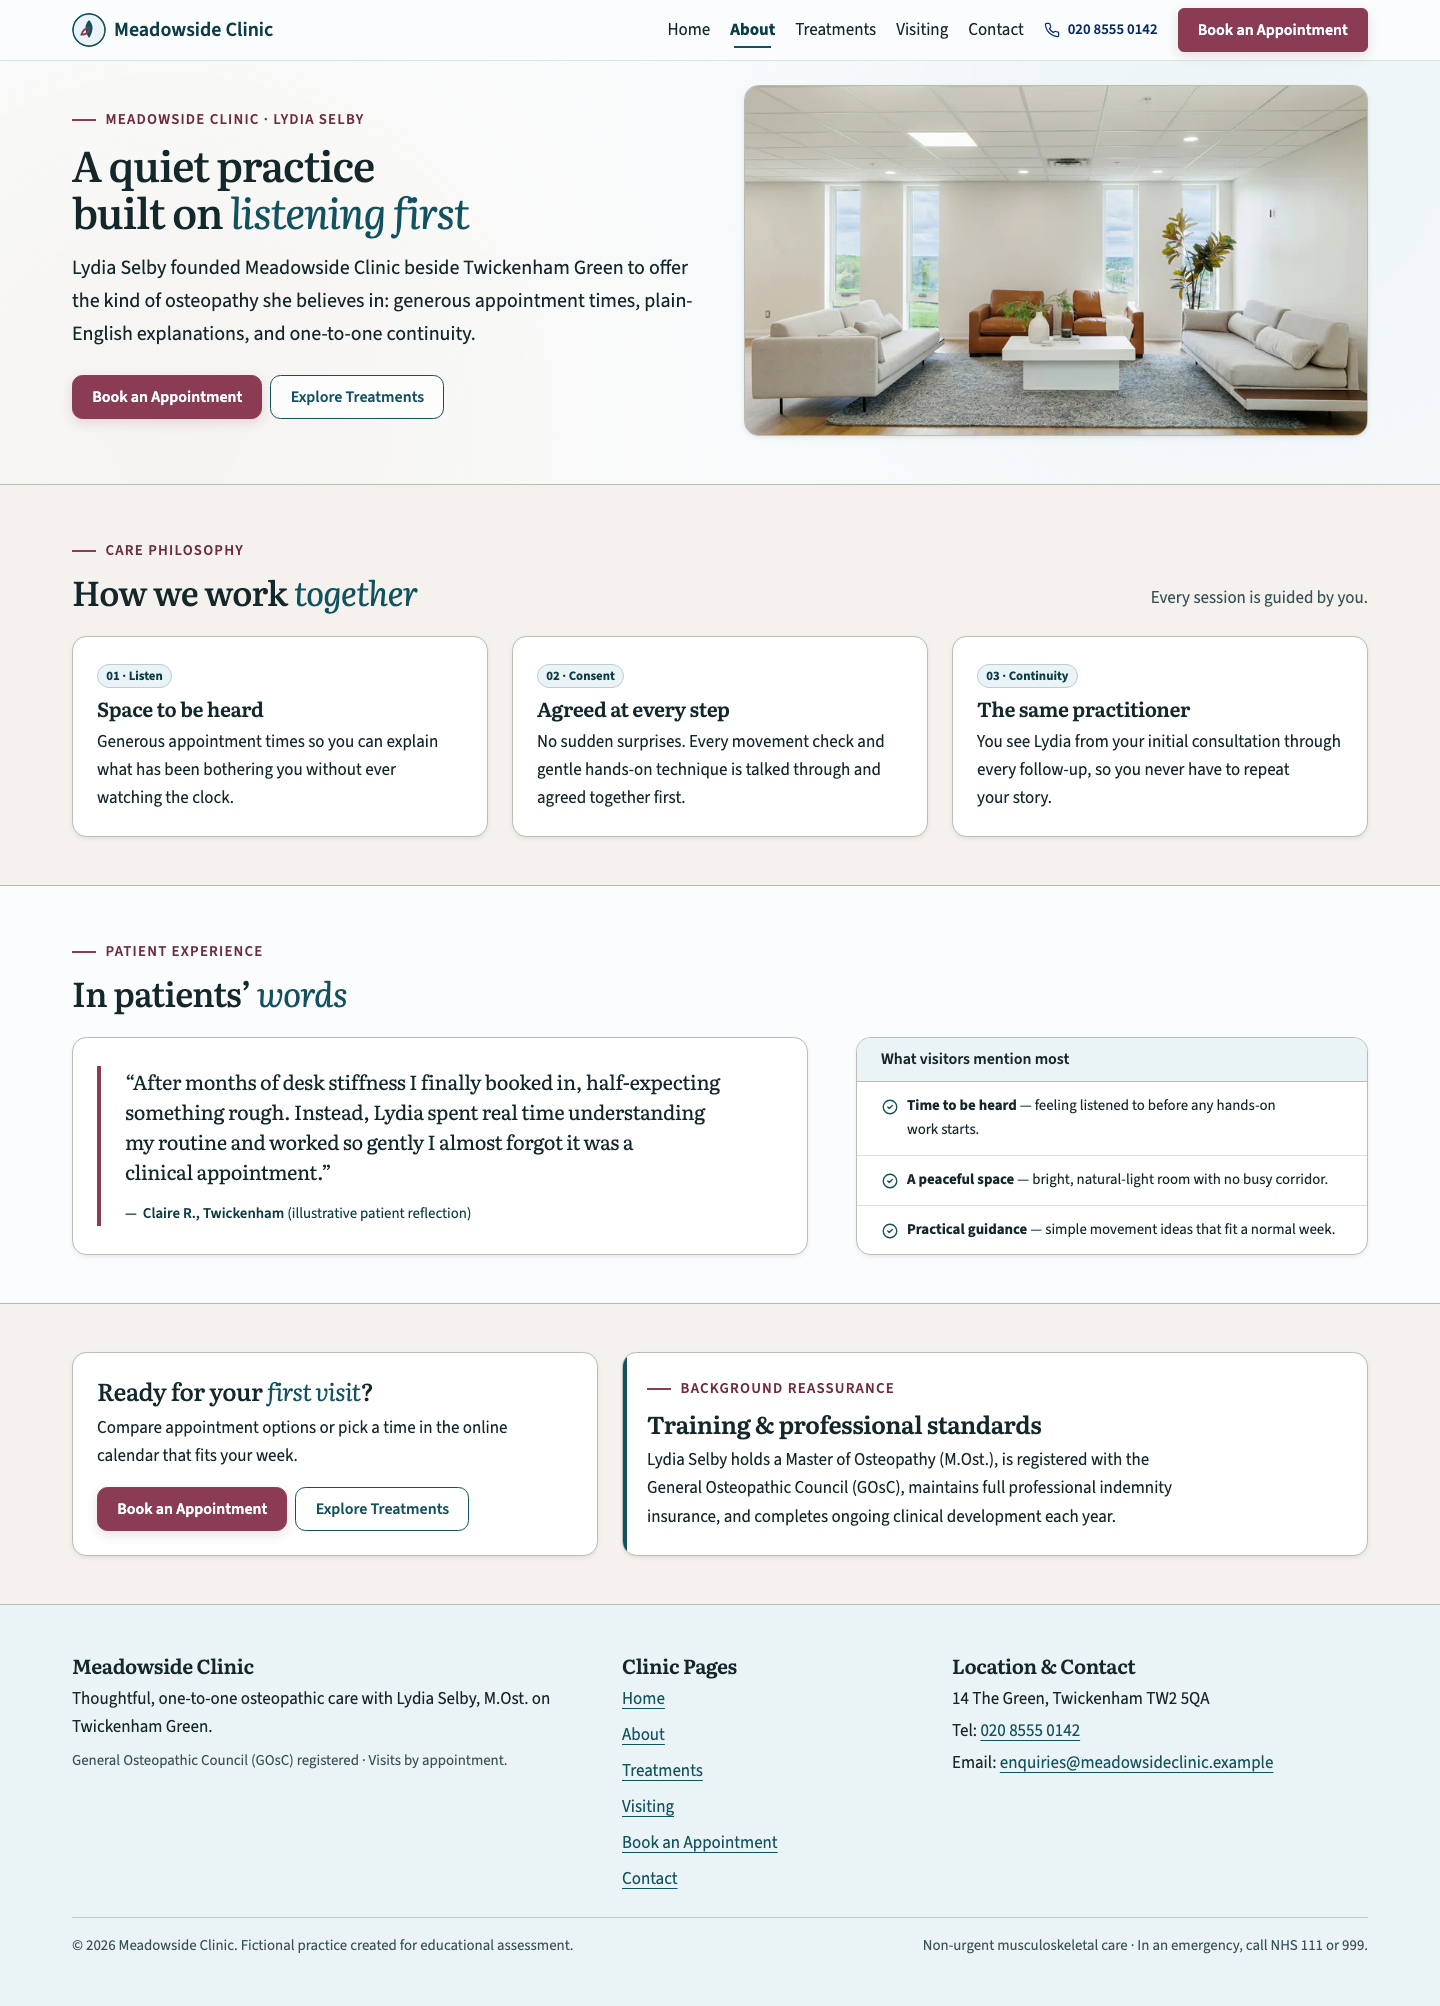 Meadowside Clinic
Home About Treatments Visiting Contact 020 8555 0142 Book an Appointment
MEADOWSIDE CLINIC · LYDIA SELBY
A quiet practice
built on listening first
Lydia Selby founded Meadowside Clinic beside Twickenham Green to offer
the kind of osteopathy she believes in: generous appointment times, plain-
English explanations, and one-to-one continuity.
Book an Appointment Explore Treatments
CARE PHILOSOPHY
How we work together
Every session is guided by you.
01 · Listen
Space to be heard
Generous appointment times so you can explain
what has been bothering you without ever
watching the clock.
02 · Consent
Agreed at every step
No sudden surprises. Every movement check and
gentle hands-on technique is talked through and
agreed together first.
03 · Continuity
The same practitioner
You see Lydia from your initial consultation through
every follow-up, so you never have to repeat
your story.
PATIENT EXPERIENCE
In patients’ words
“After months of desk stiffness I finally booked in, half-expecting
something rough. Instead, Lydia spent real time understanding
my routine and worked so gently I almost forgot it was a
clinical appointment.”
— Claire R., Twickenham (illustrative patient reflection)
What visitors mention most
Time to be heard — feeling listened to before any hands-on
work starts.
A peaceful space — bright, natural-light room with no busy corridor.
Practical guidance — simple movement ideas that fit a normal week.
Ready for your first visit?
Compare appointment options or pick a time in the online
calendar that fits your week.
Book an Appointment Explore Treatments
BACKGROUND REASSURANCE
Training & professional standards
Lydia Selby holds a Master of Osteopathy (M.Ost.), is registered with the
General Osteopathic Council (GOsC), maintains full professional indemnity
insurance, and completes ongoing clinical development each year.
Meadowside Clinic
Thoughtful, one-to-one osteopathic care with Lydia Selby, M.Ost. on
Twickenham Green.
General Osteopathic Council (GOsC) registered · Visits by appointment.
Clinic Pages
Home
About
Treatments
Visiting
Book an Appointment
Contact
Location & Contact
14 The Green, Twickenham TW2 5QA
Tel: 020 8555 0142
Email: enquiries@meadowsideclinic.example
© 2026 Meadowside Clinic. Fictional practice created for educational assessment.
Non-urgent musculoskeletal care · In an emergency, call NHS 111 or 999.